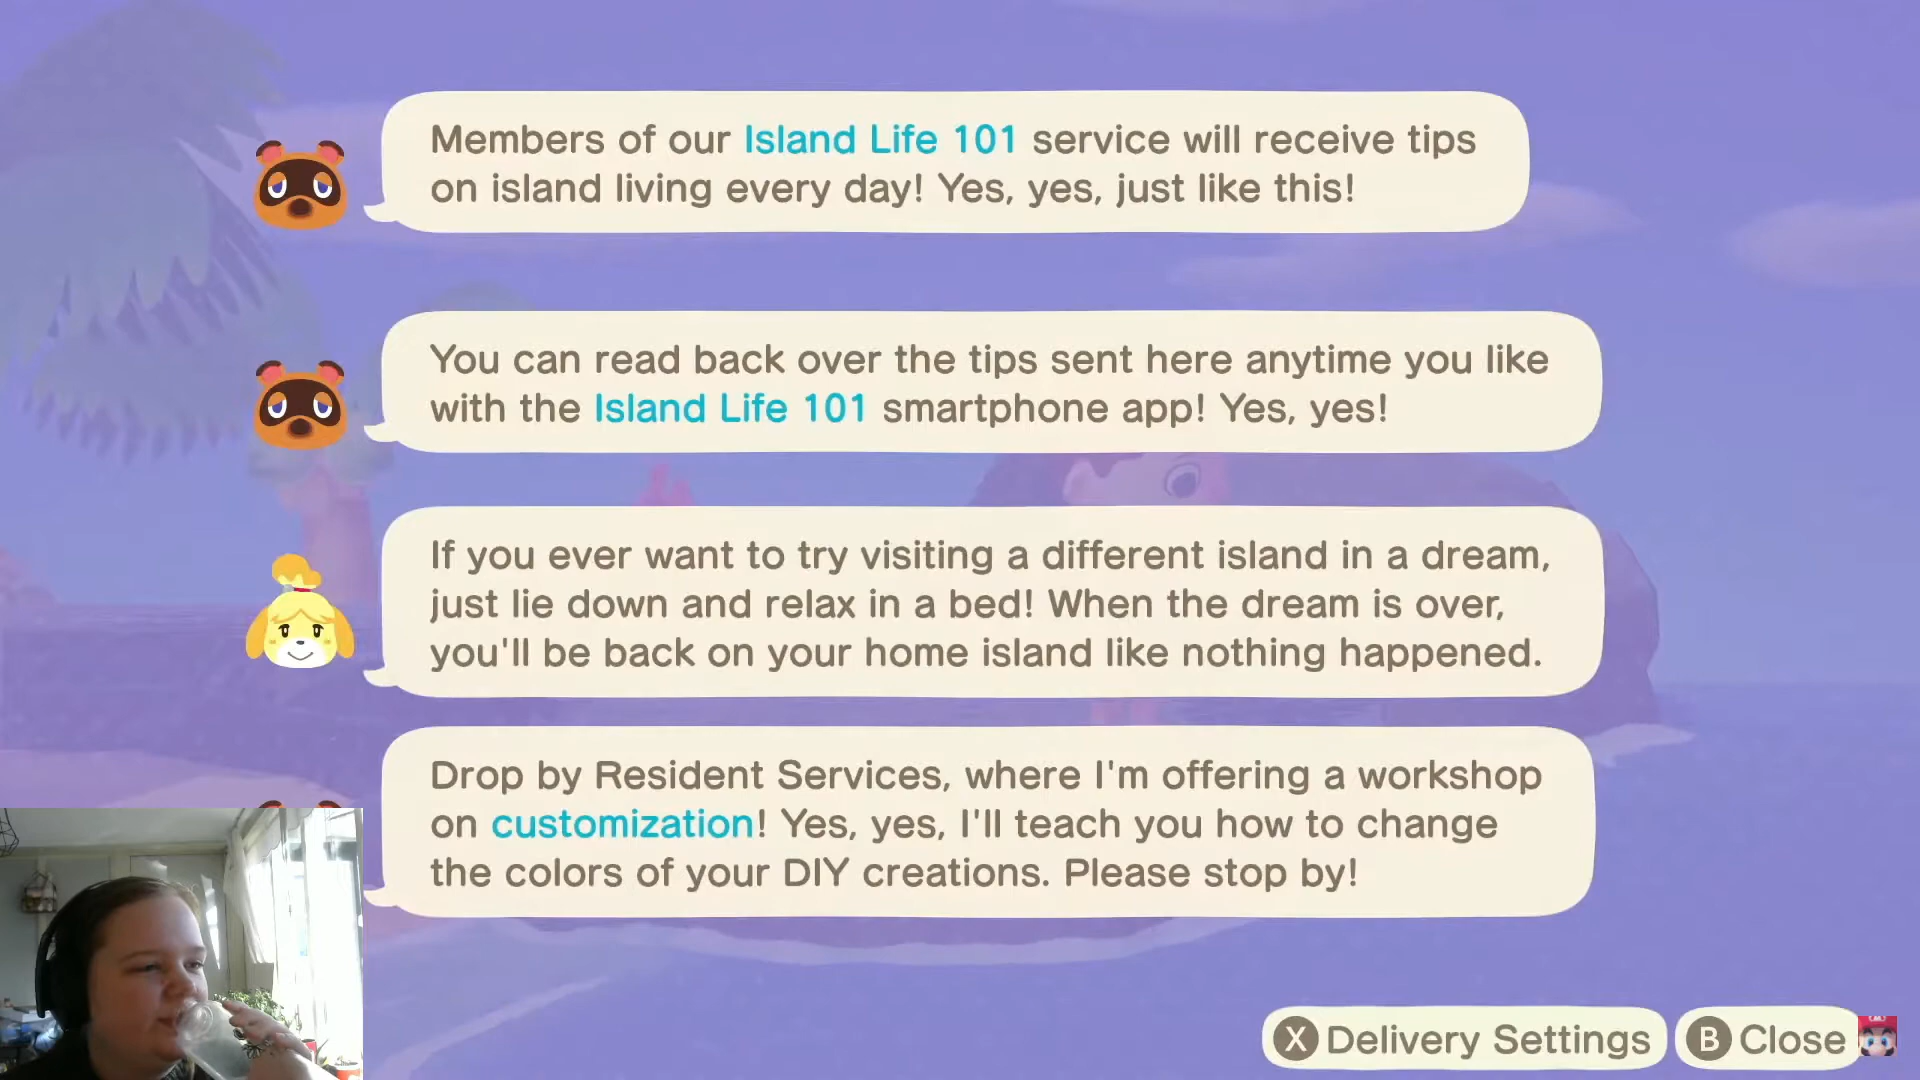 Members of our Island Life 101 service will receive tips
on island living every day! Yes, yes, just like this!
You can read back over the tips sent here anytime you like
with the Island Life 101 smartphone app! Yes, yes!
If you ever want to try visiting a different island in a dream,
just lie down and relax in a bed! When the dream is over,
you'll be back on your home island like nothing happened.
Drop by Resident Services, where I'm offering a workshop
on customization! Yes, yes, I'll teach you how to change
the colors of your DIY creations. Please stop by!
X Delivery Settings B Close